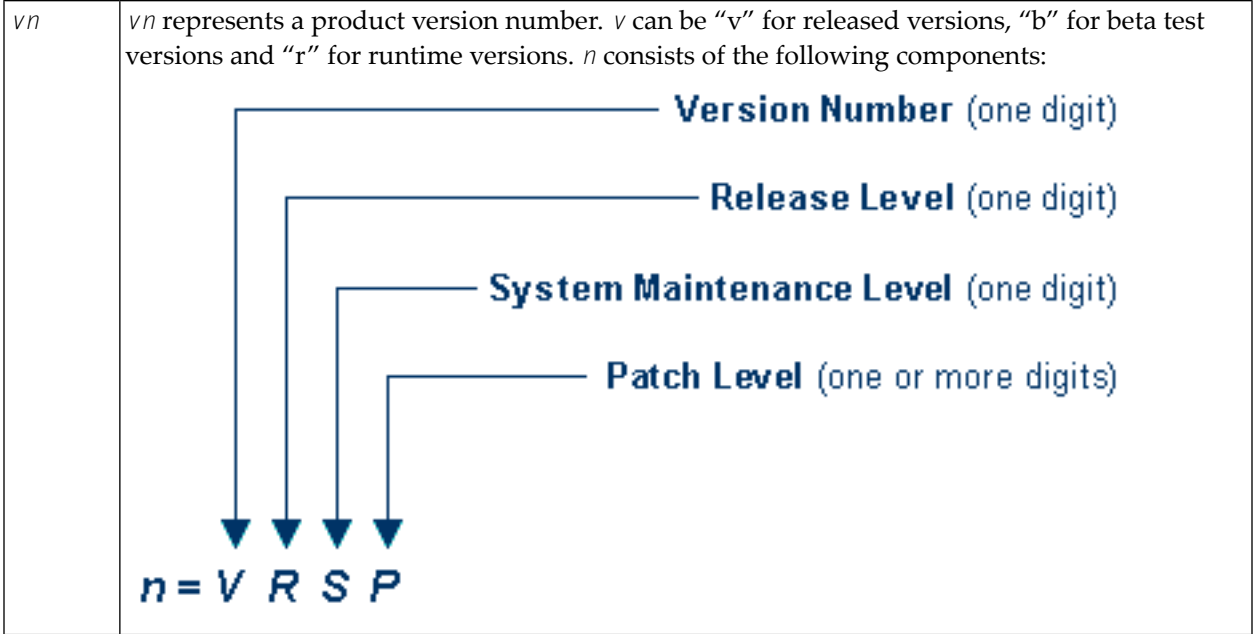 vn
vn represents a product version number. v can be “v” for released versions, “b” for beta test
versions and “r” for runtime versions. n consists of the following components:
Version Number (one digit)
Release Level (one digit)
System Maintenance Level (one digit)
Patch Level (one or more digits)
n = V R S P